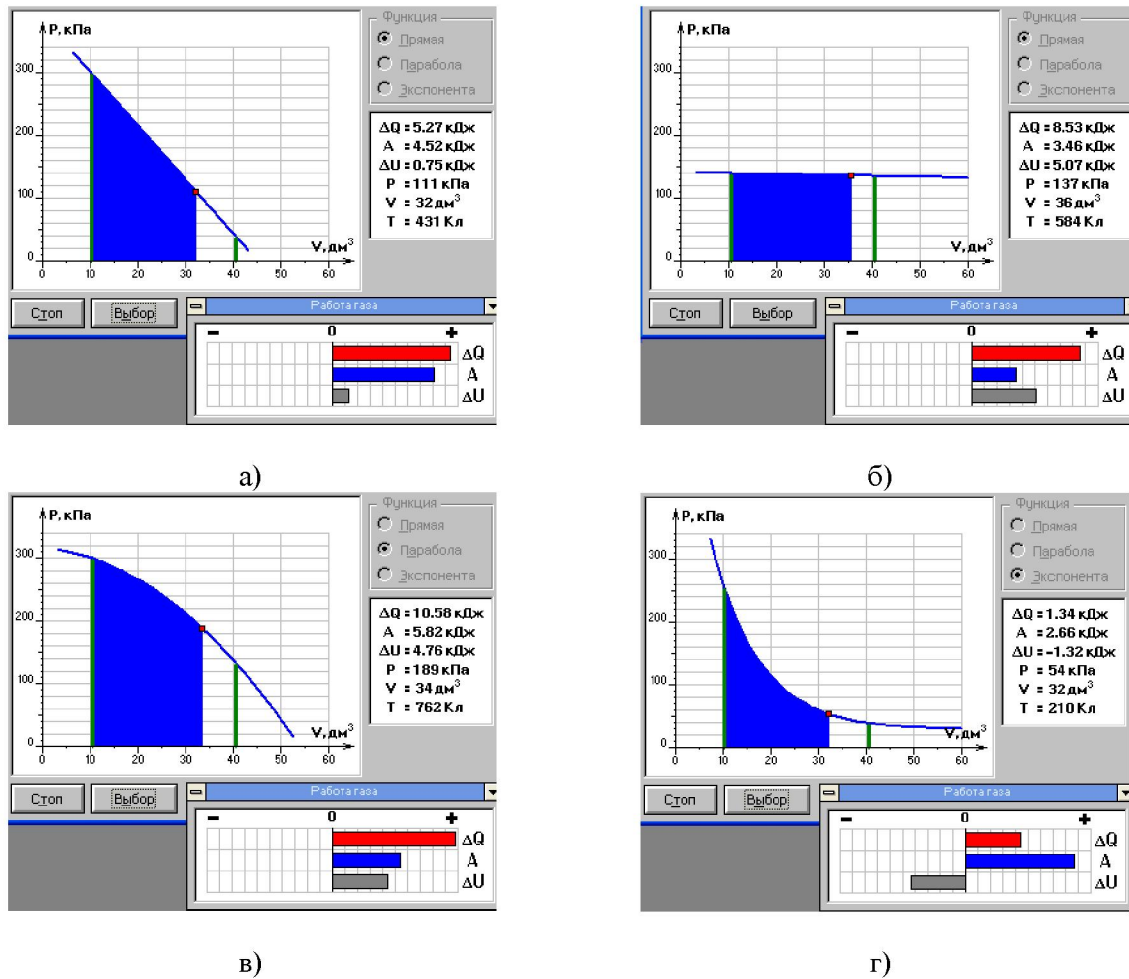 P, кПа
300
200
100
0
V, дм³
0 10 20 30 40 50 60
Функция
Прямая
Парабола
Экспонента
ΔQ = 5.27 кДж
A = 4.52 кДж
ΔU = 0.75 кДж
P = 111 кПа
V = 32 дм³
T = 431 Кл
Стоп Выбор
Работа газа
- 0 +
ΔQ
A
ΔU
а)
P, кПа
300
200
100
0
V, дм³
0 10 20 30 40 50 60
Функция
Прямая
Парабола
Экспонента
ΔQ = 8.53 кДж
A = 3.46 кДж
ΔU = 5.07 кДж
P = 137 кПа
V = 36 дм³
T = 584 Кл
Стоп Выбор
Работа газа
- 0 +
ΔQ
A
ΔU
б)
P, кПа
300
200
100
0
V, дм³
0 10 20 30 40 50 60
Функция
Прямая
Парабола
Экспонента
ΔQ = 10.58 кДж
A = 5.82 кДж
ΔU = 4.76 кДж
P = 189 кПа
V = 34 дм³
T = 762 Кл
Стоп Выбор
Работа газа
- 0 +
ΔQ
A
ΔU
в)
P, кПа
300
200
100
0
V, дм³
0 10 20 30 40 50 60
Функция
Прямая
Парабола
Экспонента
ΔQ = 1.34 кДж
A = 2.66 кДж
ΔU = -1.32 кДж
P = 54 кПа
V = 32 дм³
T = 210 Кл
Стоп Выбор
Работа газа
- 0 +
ΔQ
A
ΔU
г)